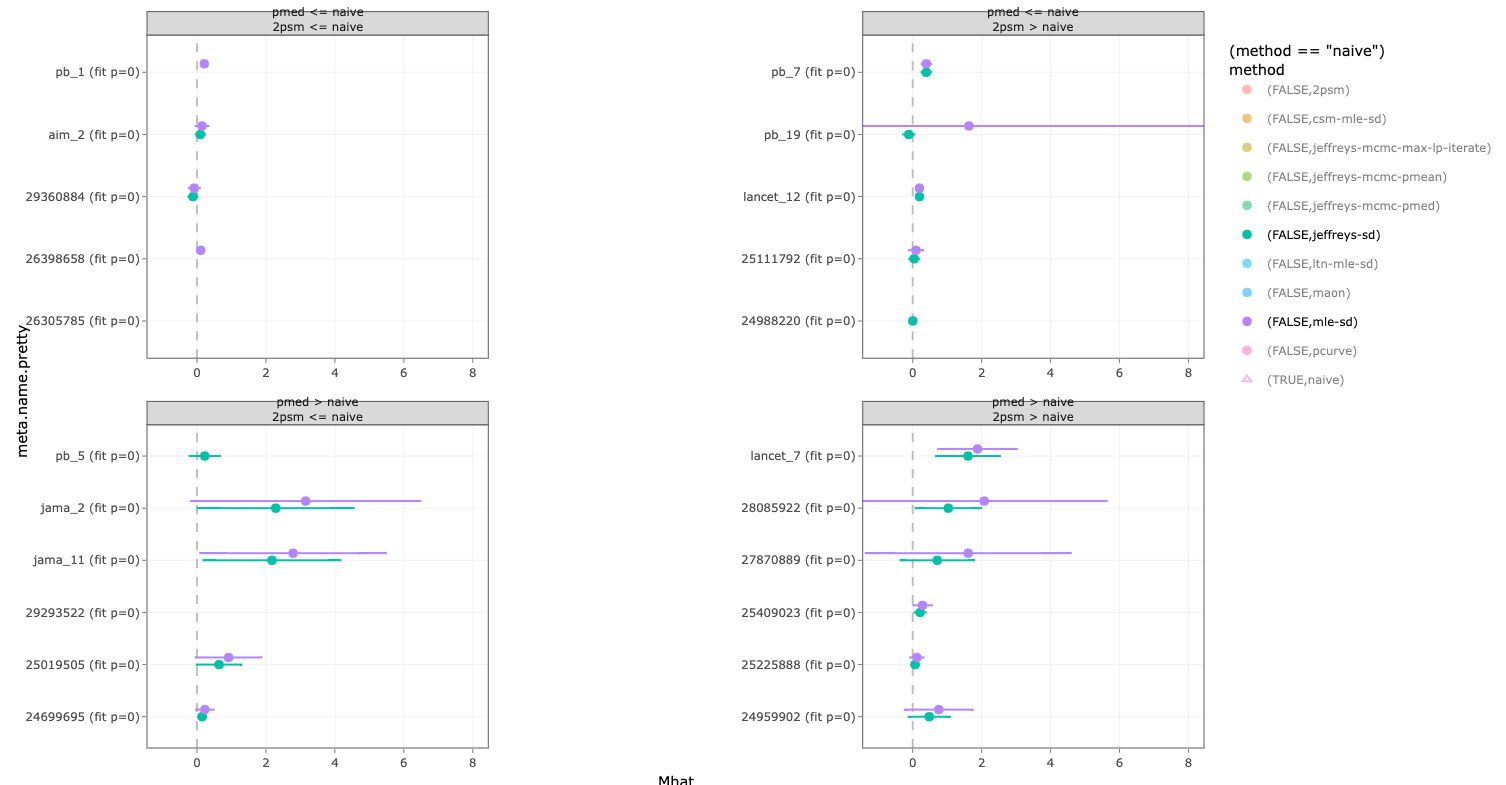 pmed <= naive
2psm <= naive
pb_1 (fit p=0)
aim_2 (fit p=0)
29360884 (fit p=0)
26398658 (fit p=0)
26305785 (fit p=0)
0 2 4 6 8
pmed <= naive
2psm > naive
pb_7 (fit p=0)
pb_19 (fit p=0)
lancet_12 (fit p=0)
25111792 (fit p=0)
24988220 (fit p=0)
0 2 4 6 8
pmed > naive
2psm <= naive
pb_5 (fit p=0)
jama_2 (fit p=0)
jama_11 (fit p=0)
29293522 (fit p=0)
25019505 (fit p=0)
24699695 (fit p=0)
0 2 4 6 8
pmed > naive
2psm > naive
lancet_7 (fit p=0)
28085922 (fit p=0)
27870889 (fit p=0)
25409023 (fit p=0)
25225888 (fit p=0)
24959902 (fit p=0)
0 2 4 6 8
meta.name.pretty
Mhat
(method == "naive")
method
(FALSE,2psm)
(FALSE,csm-mle-sd)
(FALSE,jeffreys-mcmc-max-lp-iterate)
(FALSE,jeffreys-mcmc-pmean)
(FALSE,jeffreys-mcmc-pmed)
(FALSE,jeffreys-sd)
(FALSE,ltn-mle-sd)
(FALSE,maon)
(FALSE,mle-sd)
(FALSE,pcurve)
(TRUE,naive)